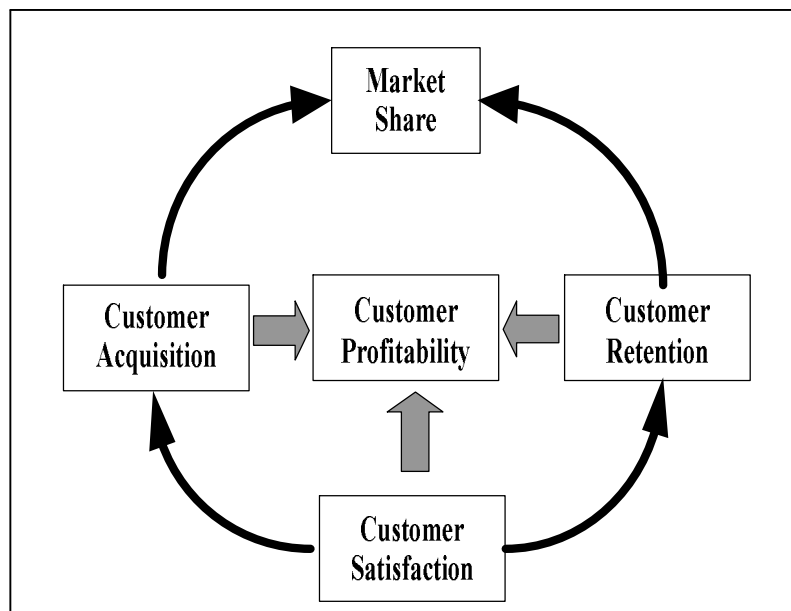 Market
Share
Customer
Acquisition
Customer
Profitability
Customer
Retention
Customer
Satisfaction